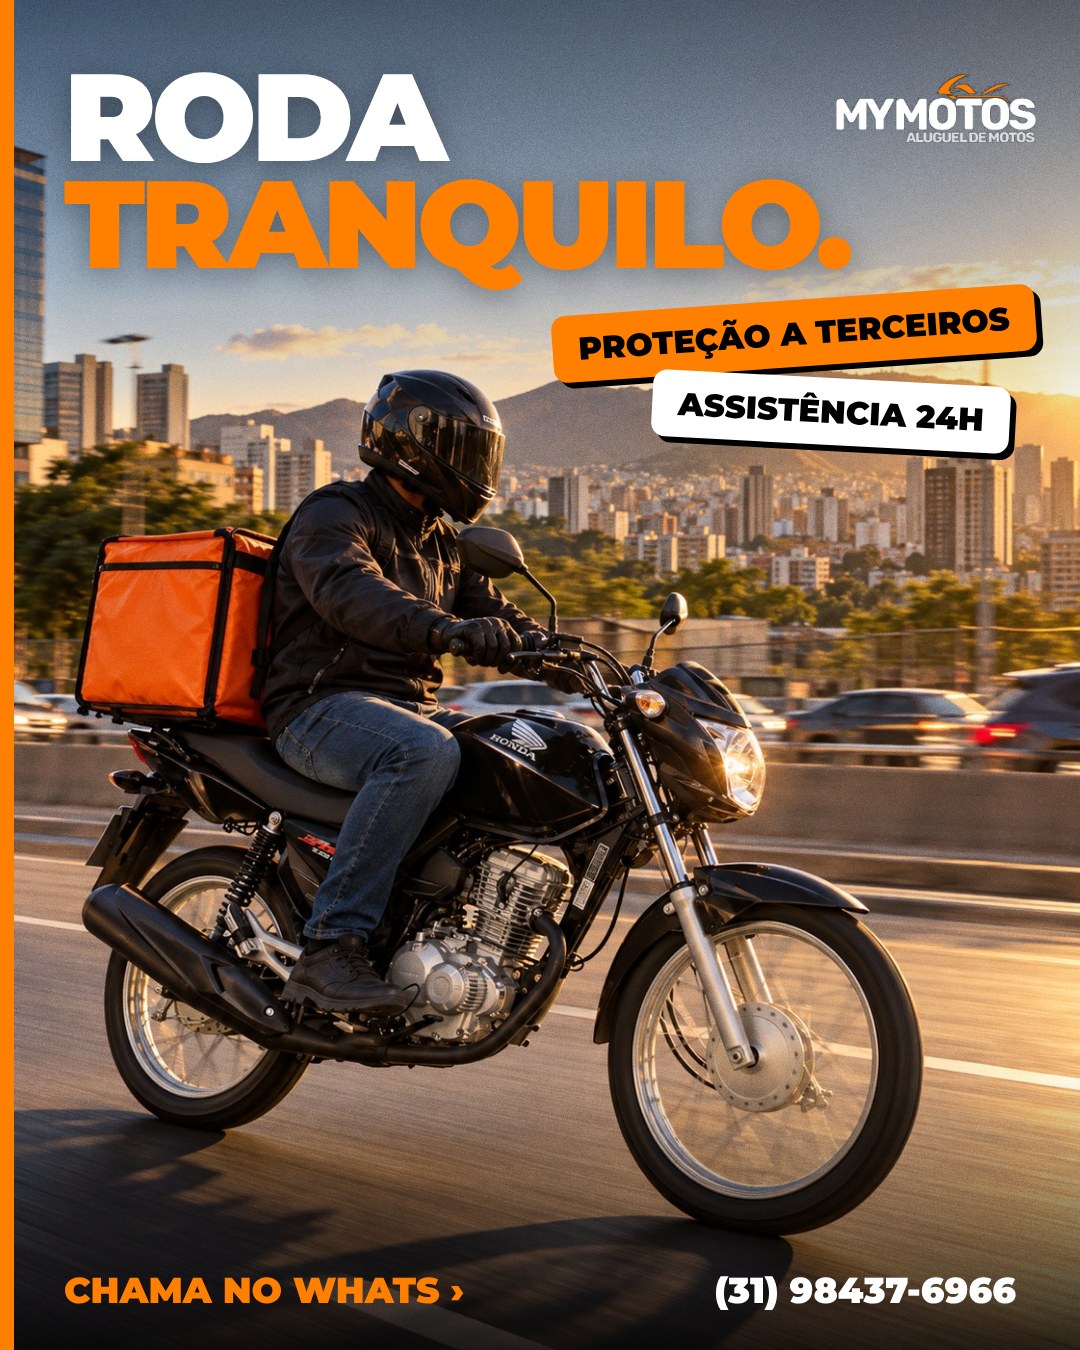 RODA
TRANQUILO.
MYMOTOS
ALUGUEL DE MOTOS
PROTEÇÃO A TERCEIROS
ASSISTÊNCIA 24H
HONDA
CHAMA NO WHATS ›
(31) 98437-6966